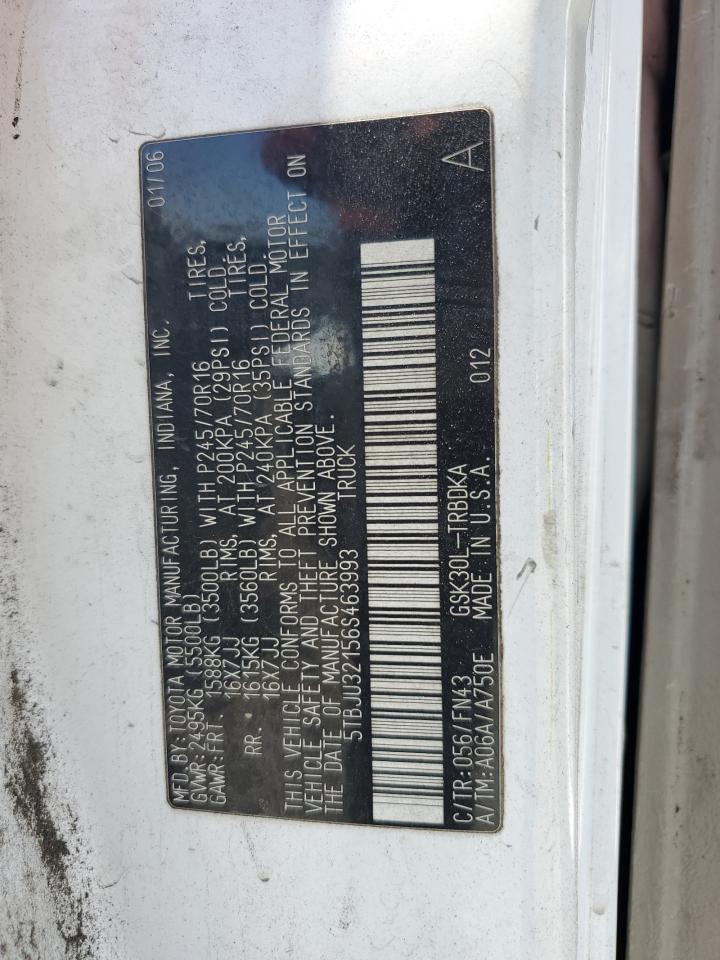 MFD.BY:TOYOTA MOTOR MANUFACTURING, INDIANA, INC. 01/06
GVWR:2495KG(5500LB)
GAWR:FRT. 1588KG (3500LB) WITH P245/70R16 TIRES,
16X7JJ RIMS, AT 200KPA (29PSI) COLD
RR. 1615KG (3560LB) WITH P245/70R16 TIRES,
16X7JJ RIMS, AT 240KPA (35PSI) COLD.
THIS VEHICLE CONFORMS TO ALL APPLICABLE FEDERAL MOTOR
VEHICLE SAFETY AND THEFT PREVENTION STANDARDS IN EFFECT ON
THE DATE OF MANUFACTURE SHOWN ABOVE.
5TBJU32156S463993 TRUCK
C/TR:056/FN43 GSK30L-TRBDKA 012 A
A/TM:A06A/A750E MADE IN U.S.A.